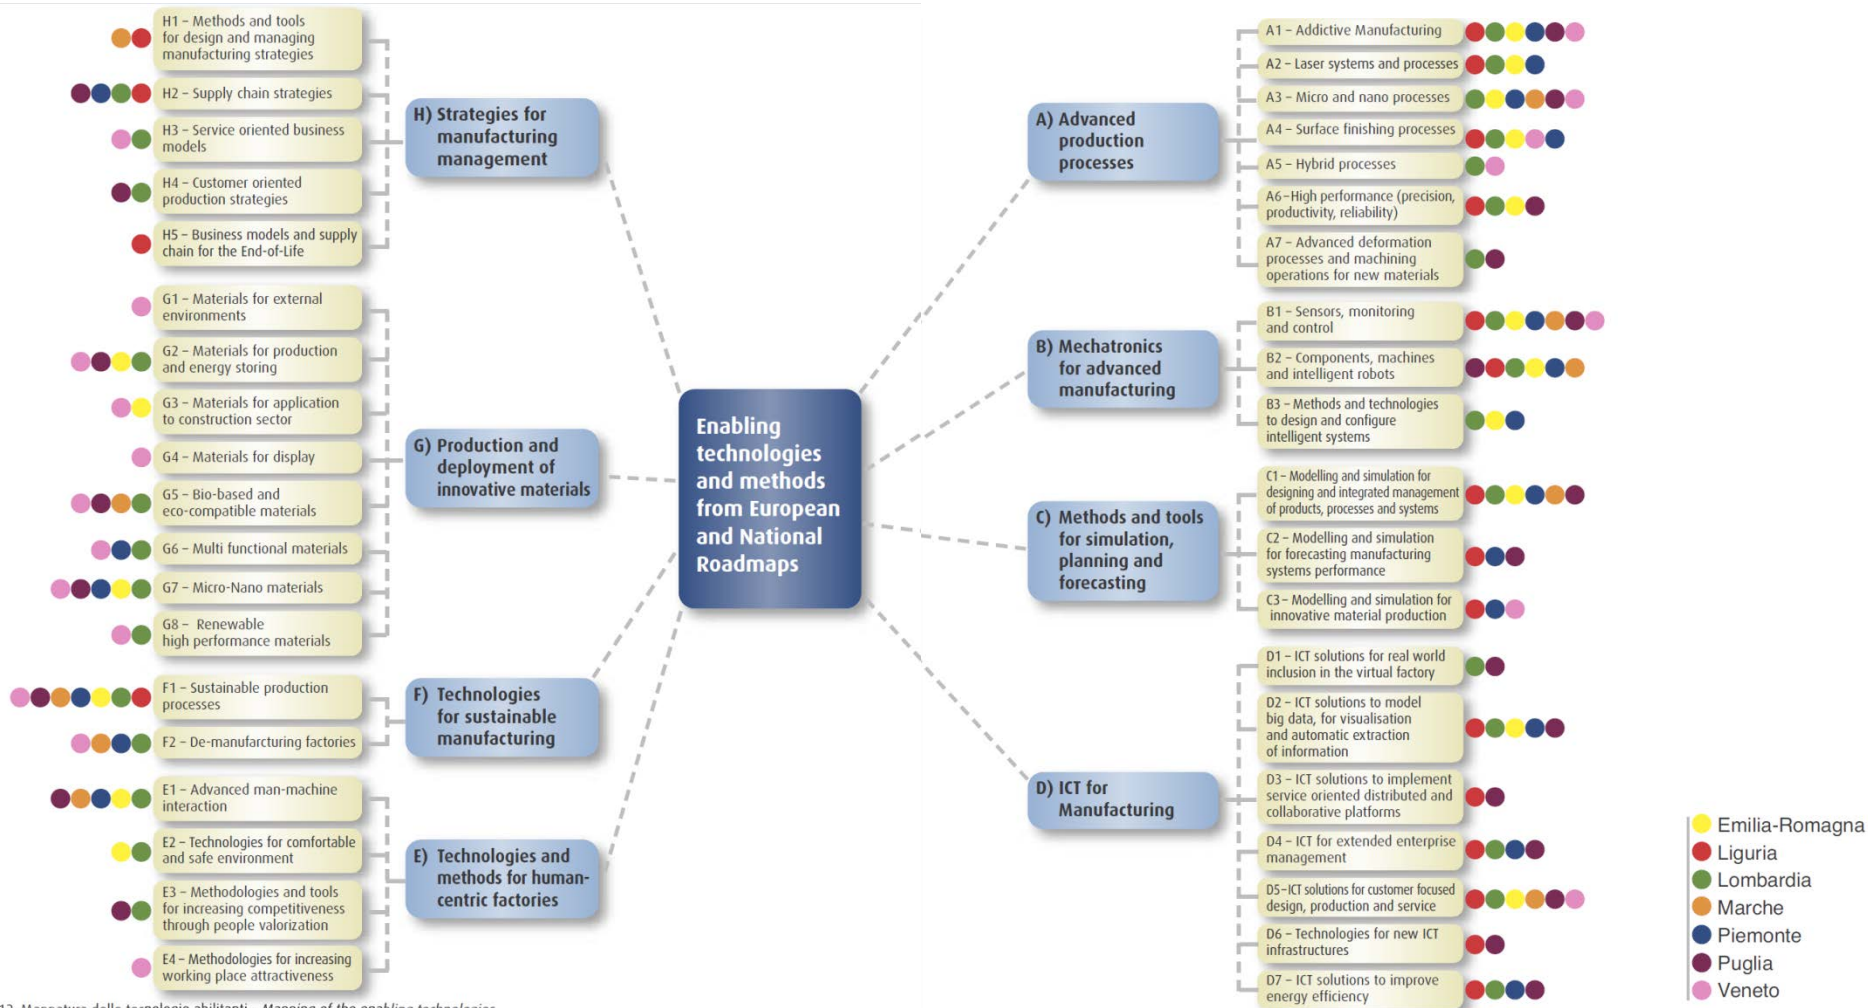 H1 – Methods and tools
for design and managing
manufacturing strategies
H2 – Supply chain strategies
H3 – Service oriented business
models
H4 – Customer oriented
production strategies
H5 – Business models and supply
chain for the End-of-Life
H) Strategies for
manufacturing
management
G1 – Materials for external
environments
G2 – Materials for production
and energy storing
G3 – Materials for application
to construction sector
G4 – Materials for display
G5 – Bio-based and
eco-compatible materials
G6 – Multi functional materials
G7 – Micro-Nano materials
G8 – Renewable
high performance materials
G) Production and
deployment of
innovative materials
F1 – Sustainable production
processes
F2 – De-manufarcturing factories
F) Technologies
for sustainable
manufacturing
E1 – Advanced man-machine
interaction
E2 – Technologies for comfortable
and safe environment
E3 – Methodologies and tools
for increasing competitiveness
through people valorization
E4 – Methodologies for increasing
working place attractiveness
E) Technologies and
methods for human-
centric factories
Enabling
technologies
and methods
from European
and National
Roadmaps
A) Advanced
production
processes
A1 – Addictive Manufacturing
A2 – Laser systems and processes
A3 – Micro and nano processes
A4 – Surface finishing processes
A5 – Hybrid processes
A6–High performance (precision,
productivity, reliability)
A7 – Advanced deformation
processes and machining
operations for new materials
B) Mechatronics
for advanced
manufacturing
B1 – Sensors, monitoring
and control
B2 – Components, machines
and intelligent robots
B3 – Methods and technologies
to design and configure
intelligent systems
C) Methods and tools
for simulation,
planning and
forecasting
C1 – Modelling and simulation for
designing and integrated management
of products, processes and systems
C2 – Modelling and simulation
for forecasting manufacturing
systems performance
C3 – Modelling and simulation for
innovative material production
D) ICT for
Manufacturing
D1 – ICT solutions for real world
inclusion in the virtual factory
D2 – ICT solutions to model
big data, for visualisation
and automatic extraction
of information
D3 – ICT solutions to implement
service oriented distributed and
collaborative platforms
D4 – ICT for extended enterprise
management
D5–ICT solutions for customer focused
design, production and service
D6 – Technologies for new ICT
infrastructures
D7 – ICT solutions to improve
energy efficiency
Emilia-Romagna
Liguria
Lombardia
Marche
Piemonte
Puglia
Veneto